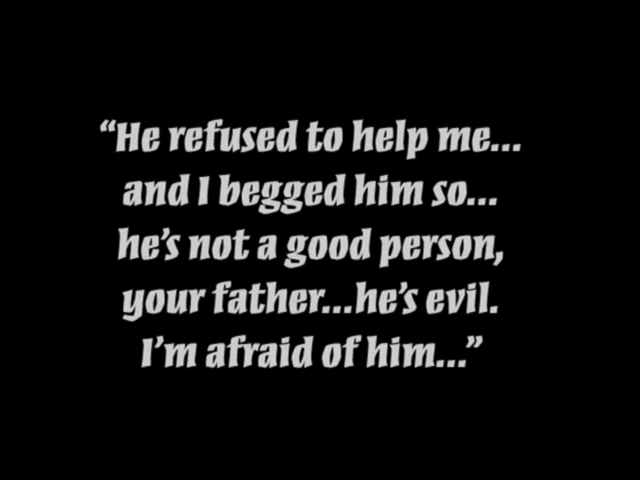 “He refused to help me...
and I begged him so...
he’s not a good person,
your father...he’s evil.
I’m afraid of him...”